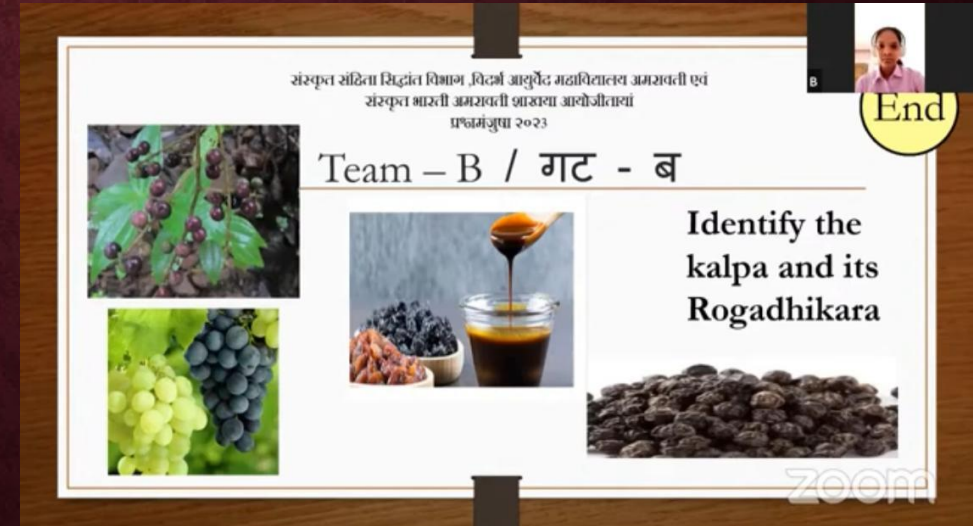 संस्कृत संहिता सिद्धांत विभाग ,विदर्भ आयुर्वेद महाविद्यालय अमरावती एवं
संस्कृत भारती अमरावती शाखया आयोजीतायां
प्रश्नमंजुषा २०२३
Team – B / गट - ब
B
End
Identify the
kalpa and its
Rogadhikara
zoom